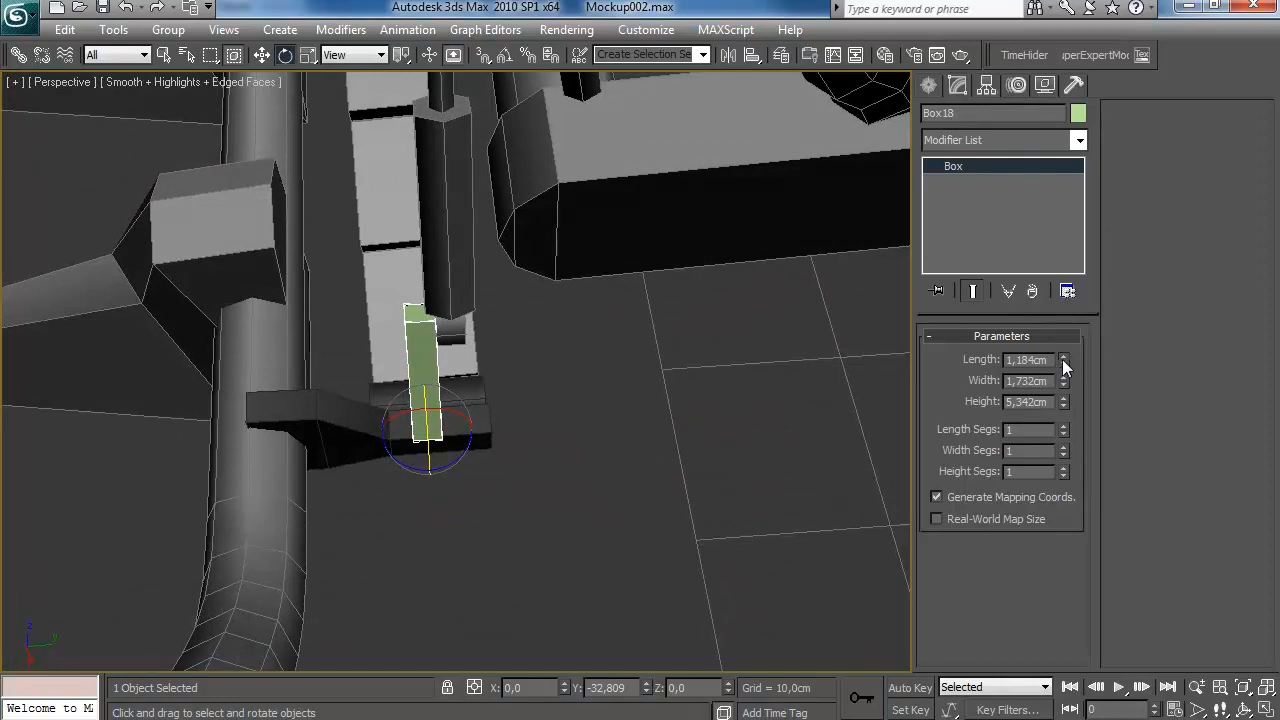 Autodesk 3ds Max 2010 SP1 x64 Mockup002.max
Type a keyword or phrase
Edit Tools Group Views Create Modifiers Animation Graph Editors Rendering Customize MAXScript Help
All View Create Selection Se TimeHider uperExpertMoc Tex
[ + ] [ Perspective ] [ Smooth + Highlights + Edged Faces ]
Box18
Modifier List
Box
- Parameters
Length: 1,184cm
Width: 1,732cm
Height: 5,342cm
Length Segs: 1
Width Segs: 1
Height Segs: 1
Generate Mapping Coords.
Real-World Map Size
z
y
1 Object Selected X: 0,0 Y: -32,809 Z: 0,0 Grid = 10,0cm Auto Key Selected
Welcome to MA Click and drag to select and rotate objects Add Time Tag Set Key Key Filters... 0